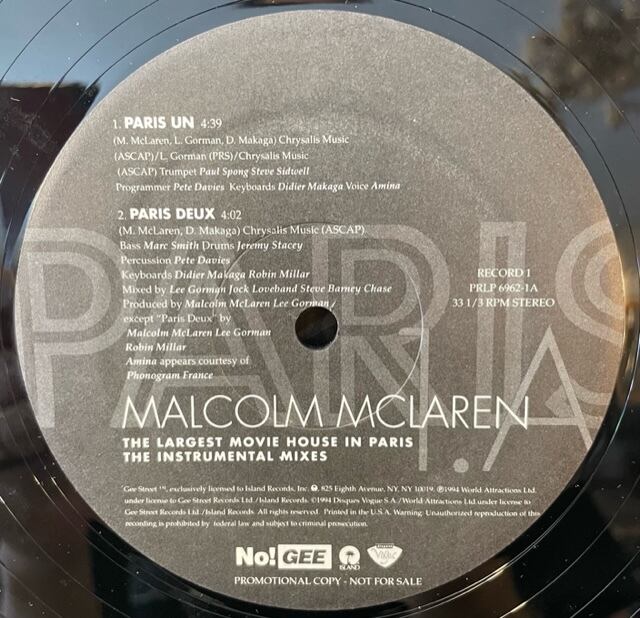 1. PARIS UN 4:39
(M. McLaren, L. Gorman, D. Makaga) Chrysalis Music
(ASCAP)/L. Gorman (PRS)/Chrysalis Music
(ASCAP) Trumpet Paul Spong Steve Sidwell
Programmer Pete Davies Keyboards Didier Makaga Voice Amina
2. PARIS DEUX 4:02
(M. McLaren, D. Makaga) Chrysalis Music (ASCAP)
Bass Marc Smith Drums Jeremy Stacey
Percussion Pete Davies
Keyboards Didier Makaga Robin Millar
Mixed by Lee Gorman Jock Loveband Steve Barney Chase
Produced by Malcolm McLaren Lee Gorman,
except "Paris Deux" by
Malcolm McLaren Lee Gorman
Robin Millar
Amina appears courtesy of
Phonogram France
RECORD 1
PRLP 6962-1A
33 1/3 RPM STEREO
PARIS
1.A
MALCOLM MCLAREN
THE LARGEST MOVIE HOUSE IN PARIS
THE INSTRUMENTAL MIXES
Gee Street ™, exclusively licensed to Island Records, Inc. ℗, 825 Eighth Avenue, NY, NY 10019. ℗1994 World Attractions Ltd.
under license to Gee Street Records Ltd./Island Records. ©1994 Disques Vogue S.A./World Attractions Ltd. under license to
Gee Street Records Ltd./Island Records. All rights reserved. Printed in the U.S.A. Warning: Unauthorized reproduction of this
recording is prohibited by federal law and subject to criminal prosecution.
No! GEE ISLAND Vogue
PROMOTIONAL COPY - NOT FOR SALE